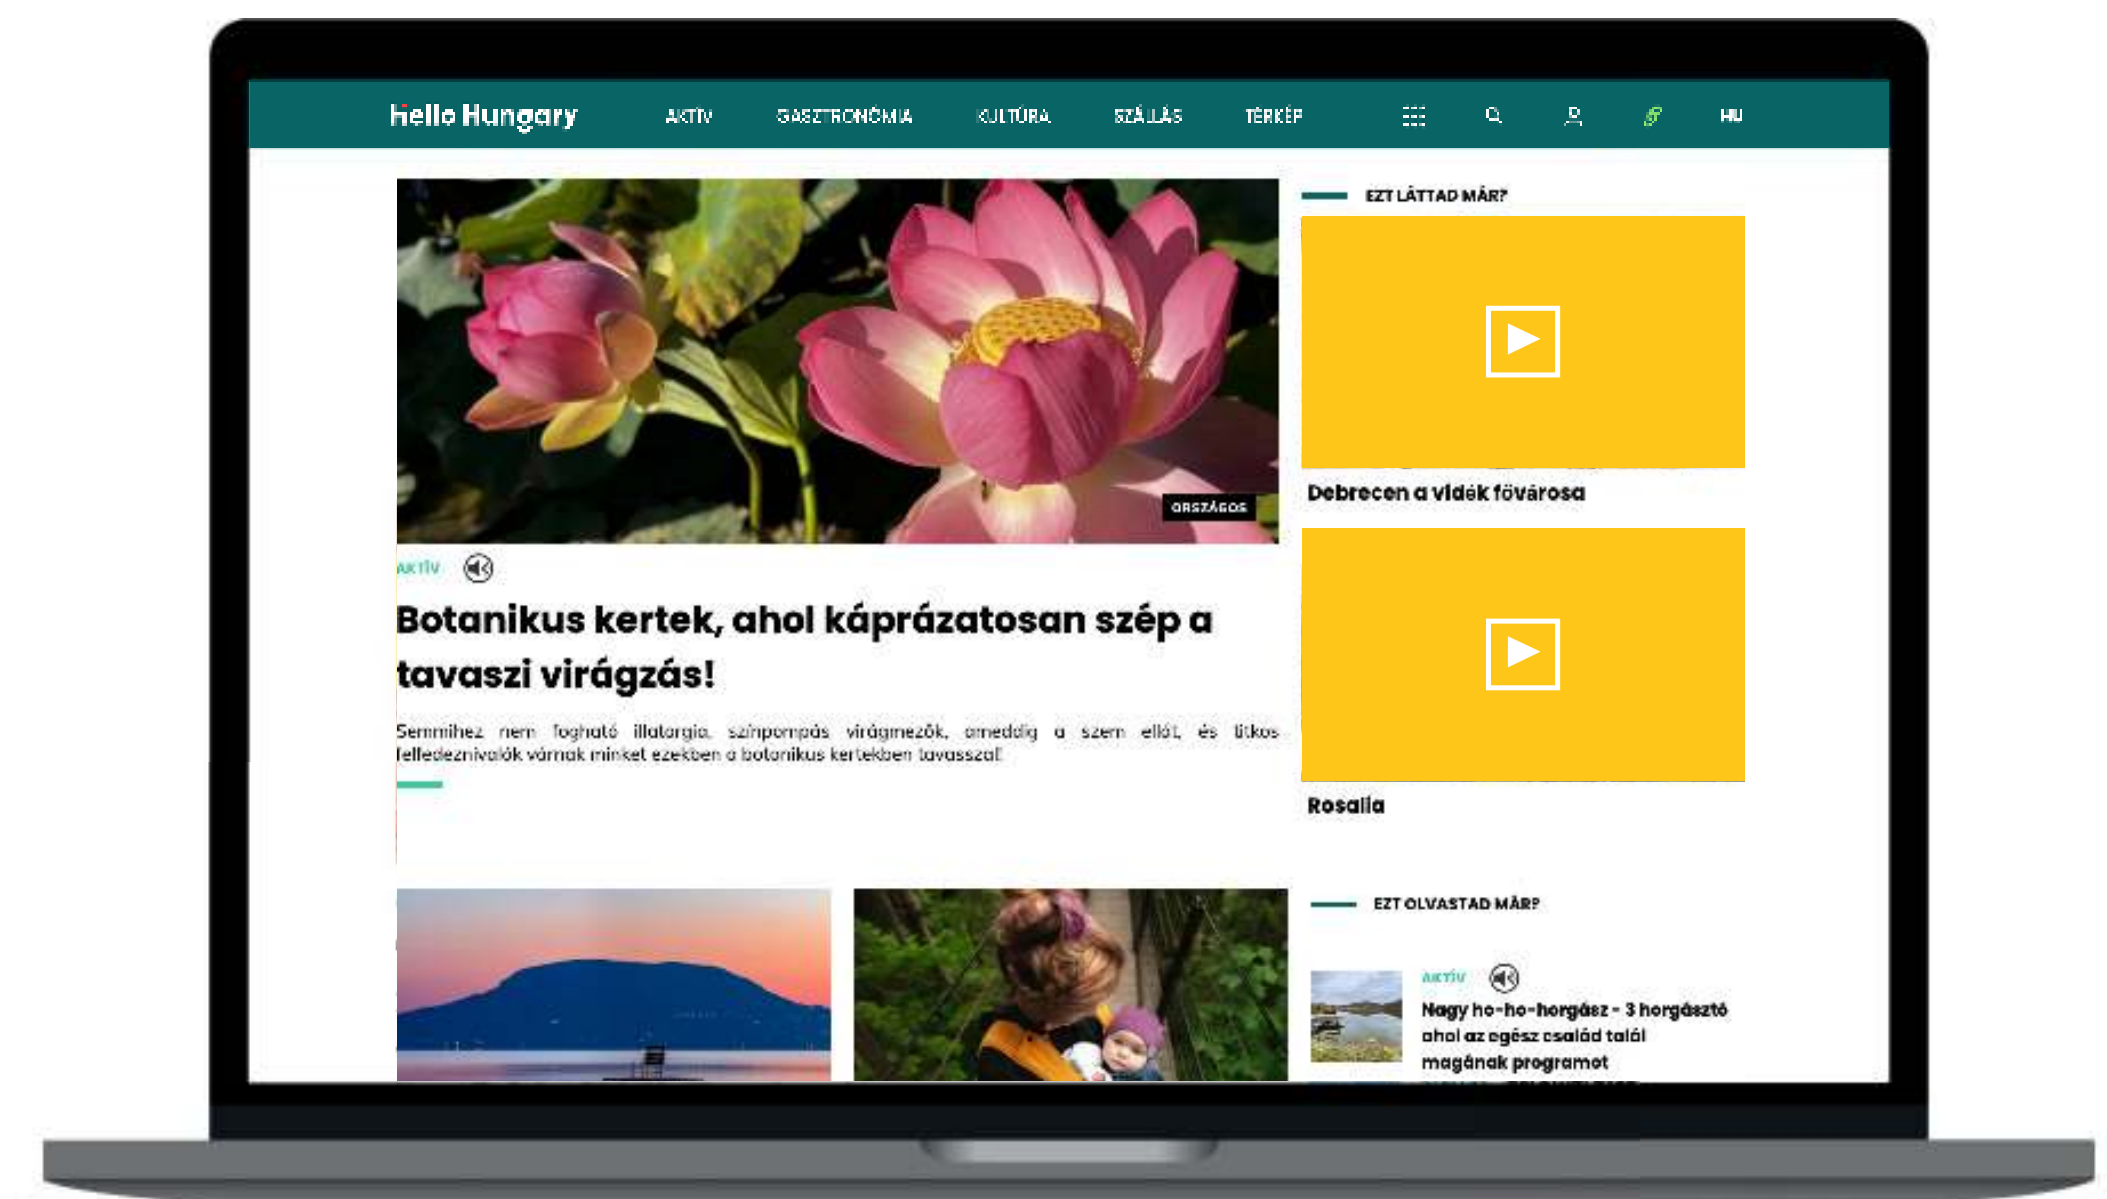 Hello Hungary
AKTÍV
GASZTRONÓMIA
KULTÚRA
SZÁLLÁS
TÉRKÉP
HU
ORSZÁGOS
AKTÍV
Botanikus kertek, ahol káprázatosan szép a
tavaszi virágzás!
Semmihez nem fogható illatorgia, színpompás virágmezők, ameddig a szem ellát, és titkos
felfedeznivalók várnak minket ezekben a botanikus kertekben tavasszal!
EZT LÁTTAD MÁR?
Debrecen a vidék fővárosa
Rosalia
EZT OLVASTAD MÁR?
AKTÍV
Nagy ho-ho-horgász - 3 horgásztó
ahol az egész család talál
magának programot